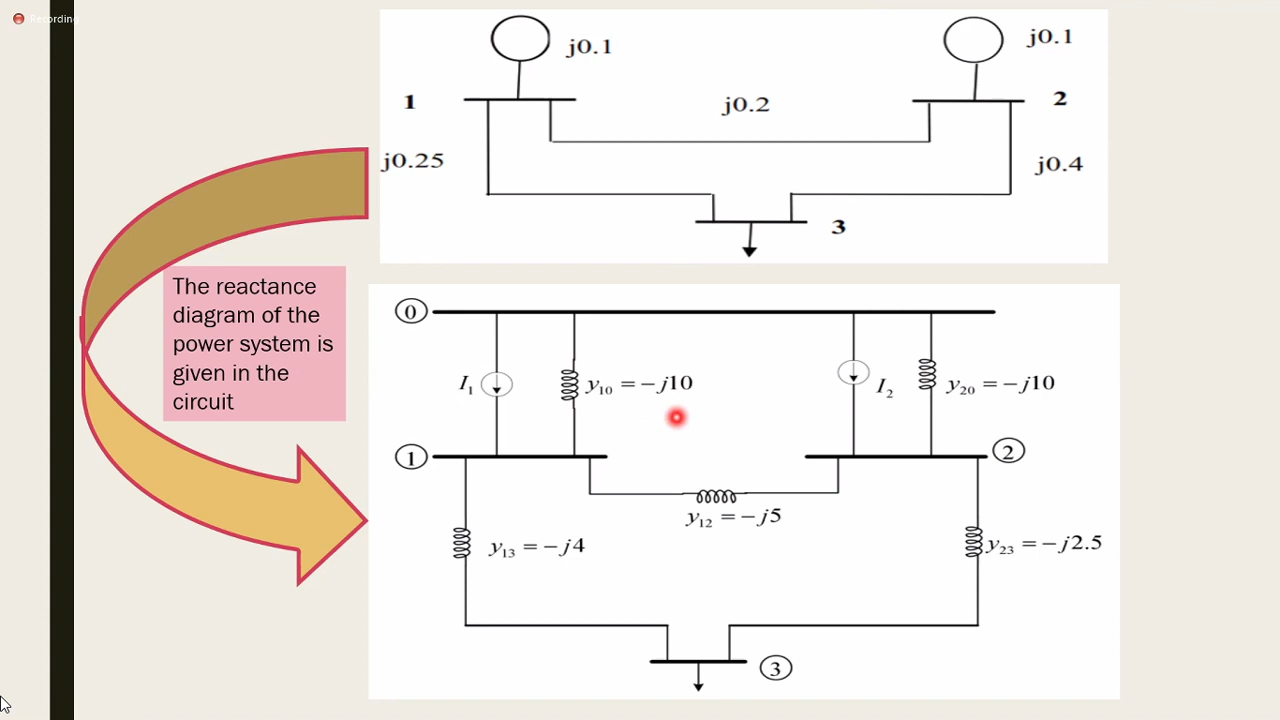 Recording
j0.1
j0.1
1
j0.2
2
j0.25
j0.4
3
The reactance
diagram of the
power system is
given in the
circuit
0
I₁
y₁₀ = −j10
I₂
y₂₀ = −j10
1
2
y₁₂ = −j5
y₁₃ = −j4
y₂₃ = −j2.5
3